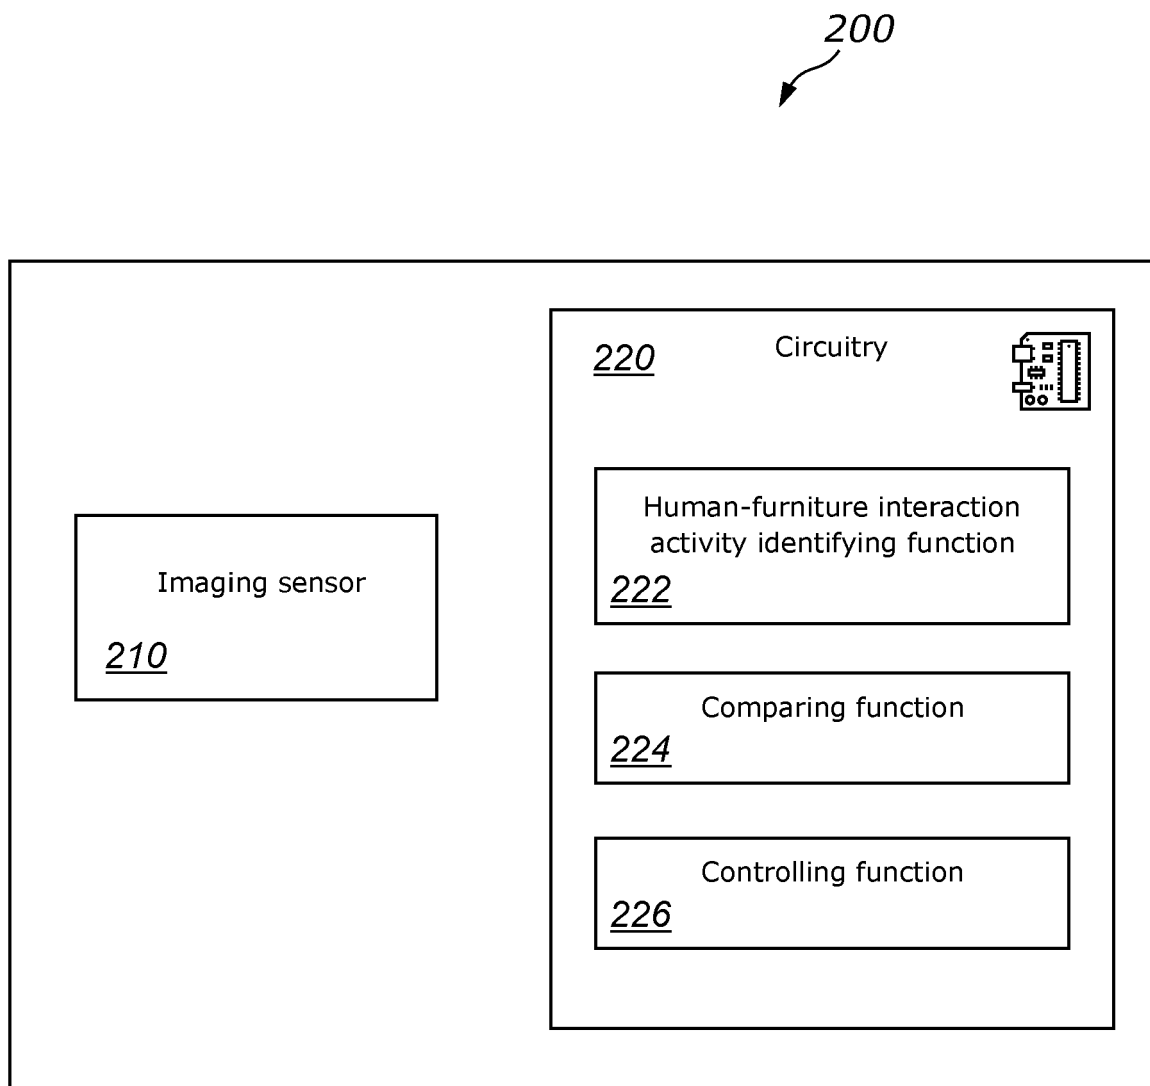 200
220
Circuitry
Human-furniture interaction
activity identifying function
222
Imaging sensor
210
Comparing function
224
Controlling function
226